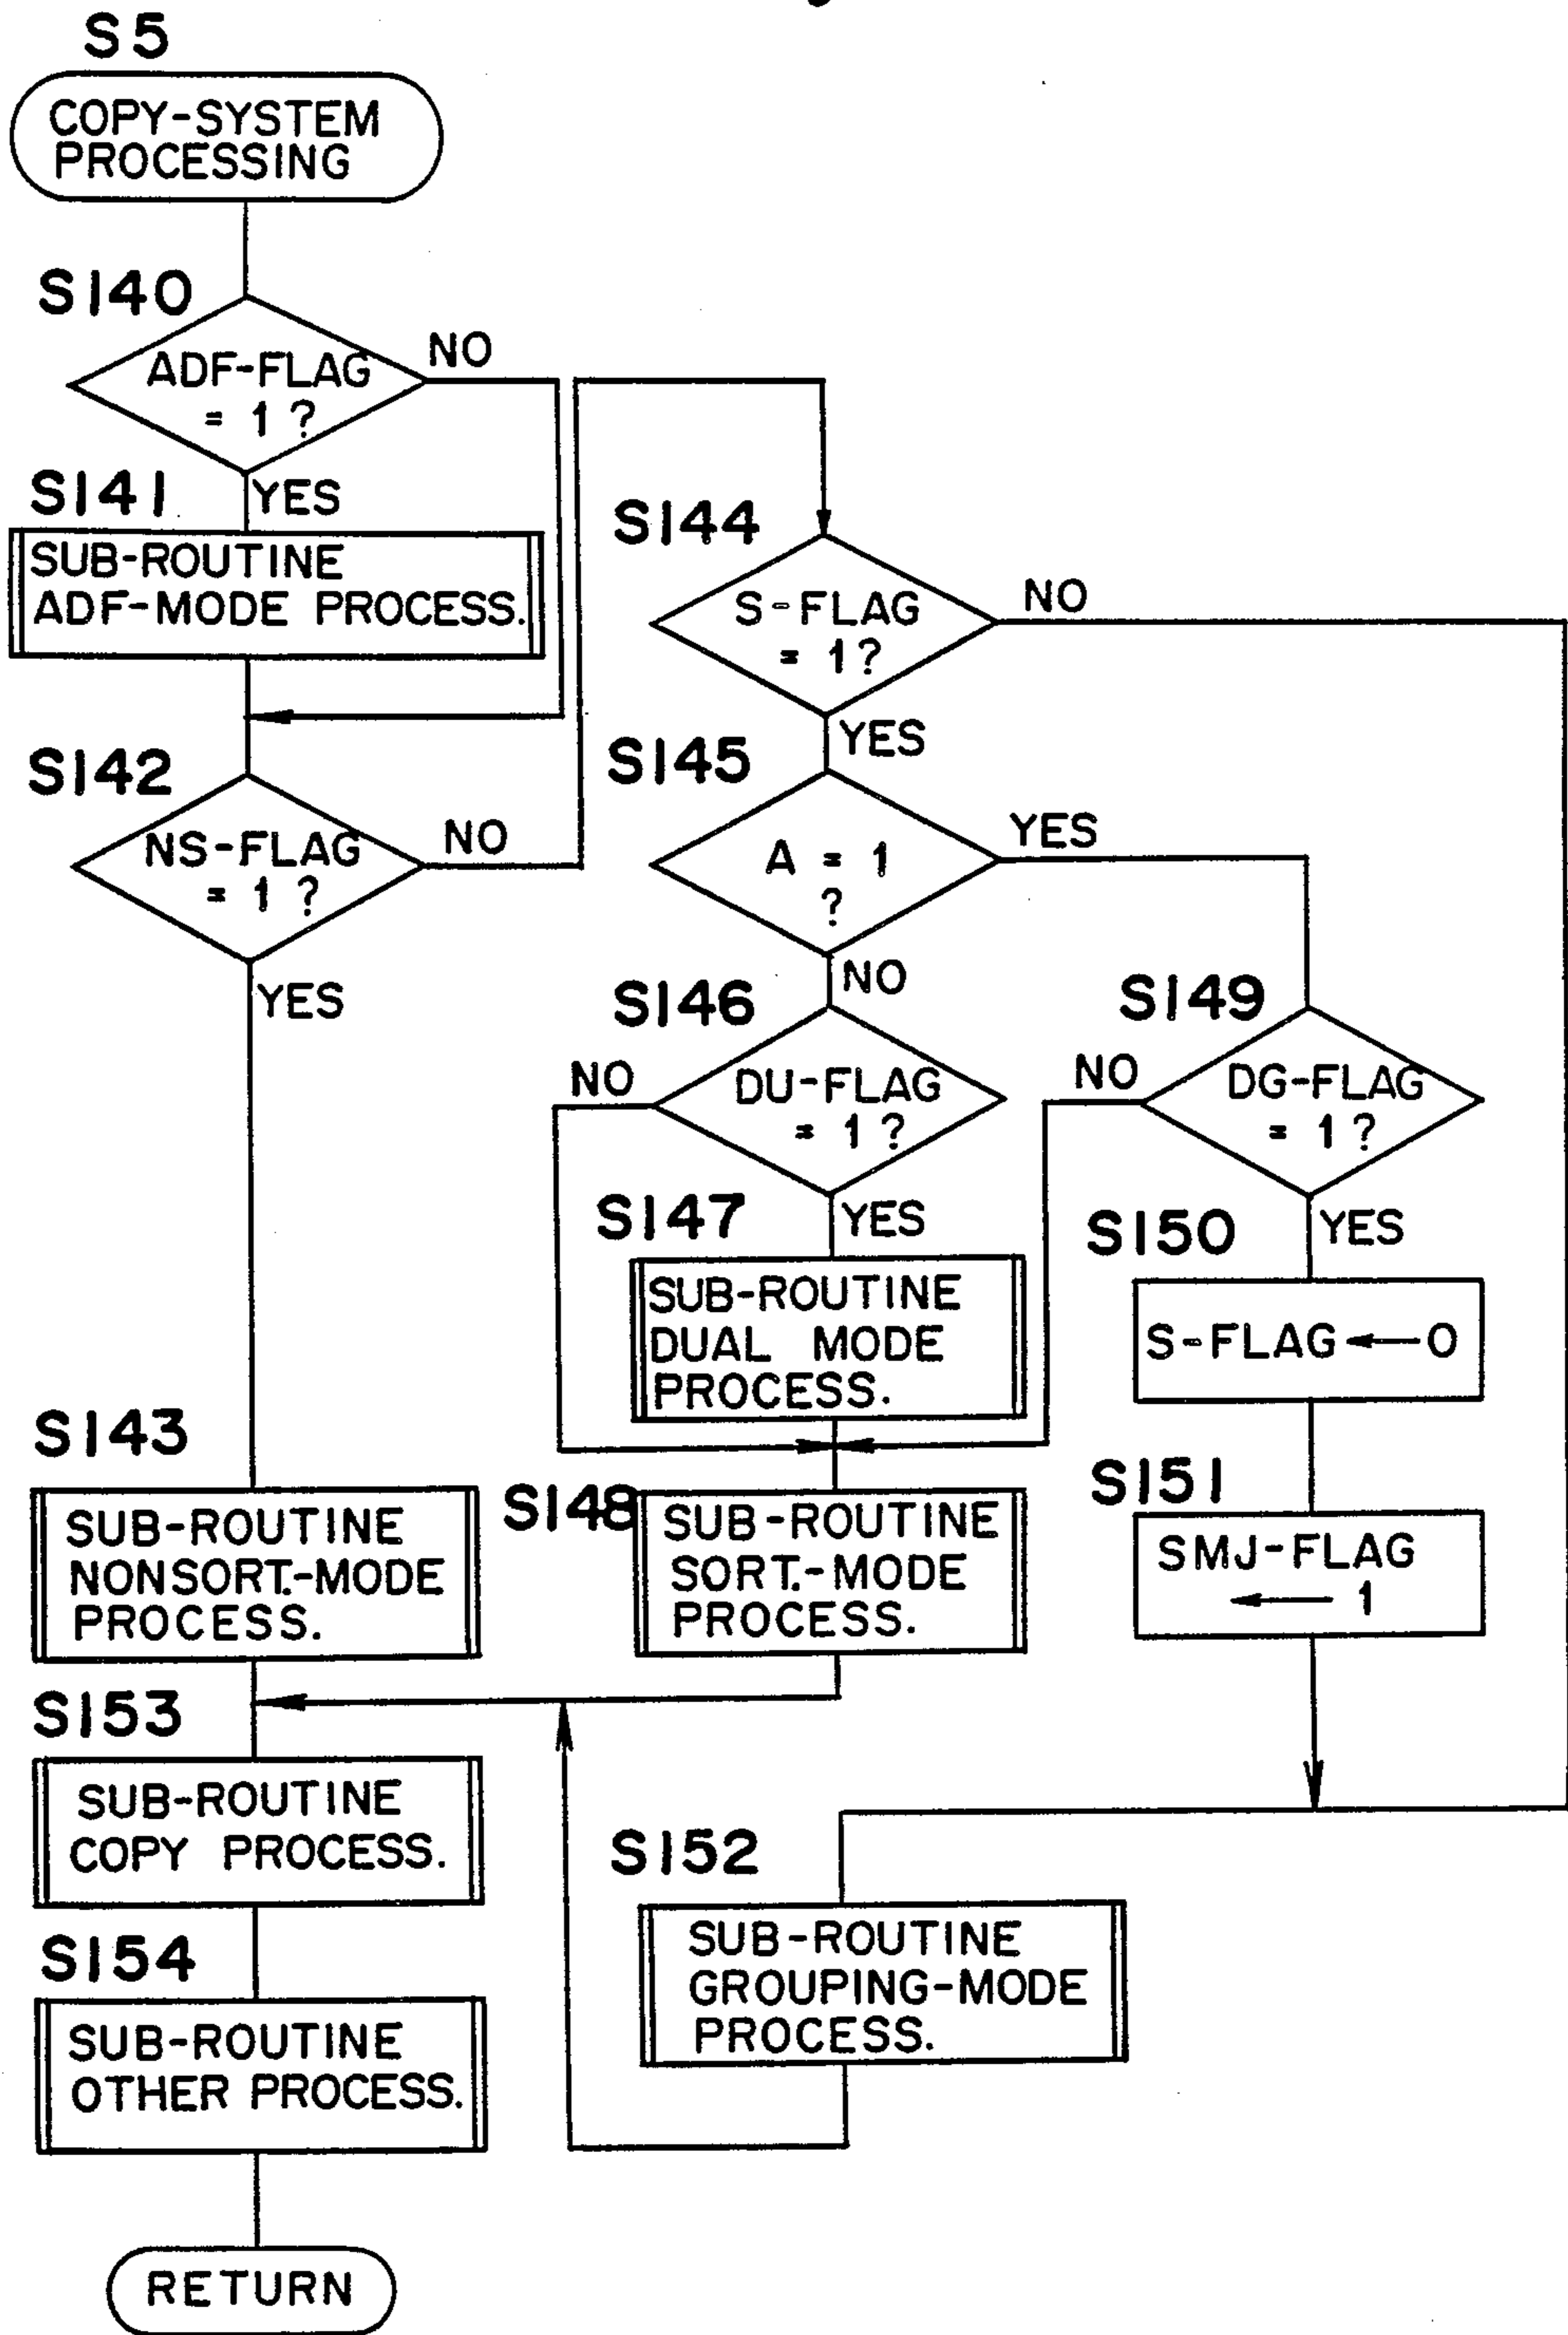 S5
COPY-SYSTEM
PROCESSING
S140
ADF-FLAG
= 1 ?
NO
YES
S141
SUB-ROUTINE
ADF-MODE PROCESS.
S142
NS-FLAG
= 1 ?
NO
YES
S143
SUB-ROUTINE
NONSORT.-MODE
PROCESS.
S144
S-FLAG
= 1 ?
NO
YES
S145
A = 1
?
YES
NO
S146
DU-FLAG
= 1 ?
NO
YES
S147
SUB-ROUTINE
DUAL MODE
PROCESS.
S148
SUB-ROUTINE
SORT.-MODE
PROCESS.
S149
DG-FLAG
= 1 ?
NO
YES
S150
S-FLAG ← 0
S151
SMJ-FLAG
← 1
S152
SUB-ROUTINE
GROUPING-MODE
PROCESS.
S153
SUB-ROUTINE
COPY PROCESS.
S154
SUB-ROUTINE
OTHER PROCESS.
RETURN